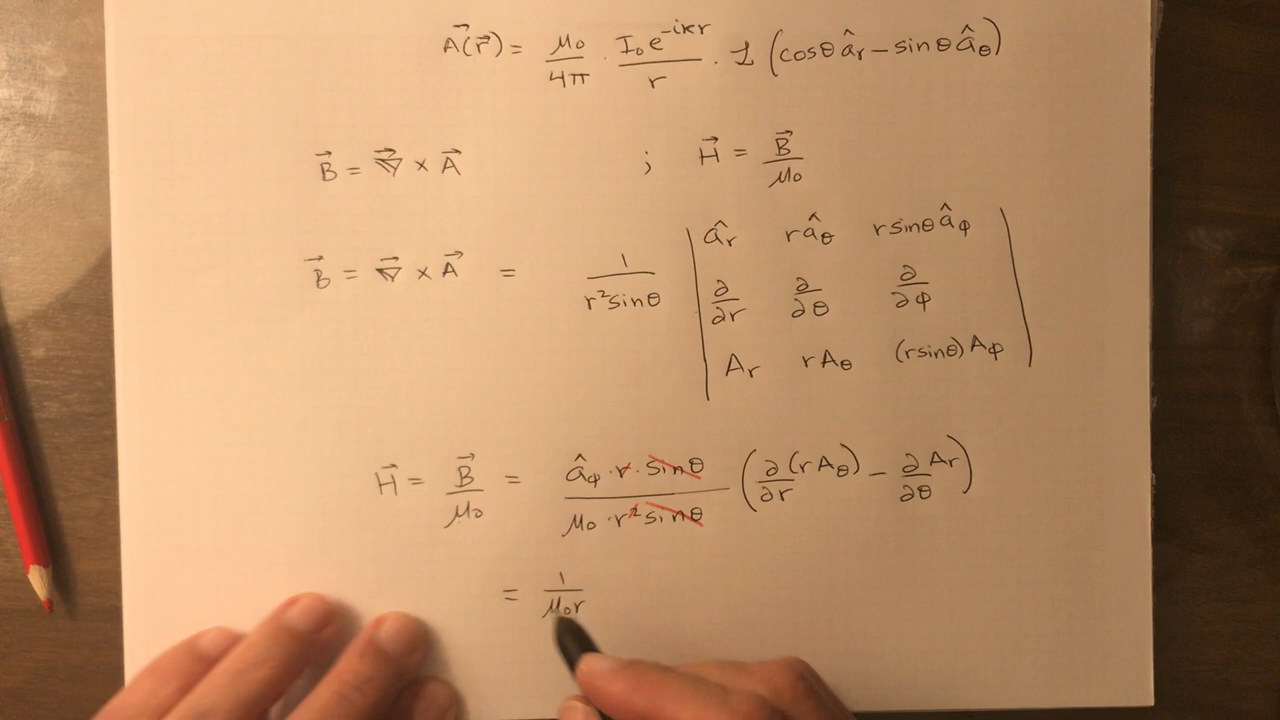 A⃗(r⃗) = μ₀/4π · I₀e^(-iκr)/r · L (cosθ â_r − sinθ â_θ)
B⃗ = ∇⃗ × A⃗ ; H⃗ = B⃗/μ₀
B⃗ = ∇⃗ × A⃗ = 1/(r²sinθ) | â_r râ_θ rsinθ â_φ |
| ∂/∂r ∂/∂θ ∂/∂φ |
| A_r rA_θ (rsinθ)A_φ |
H⃗ = B⃗/μ₀ = (â_φ · r · sinθ)/(μ₀ · r² sinθ) (∂/∂r (rA_θ) − ∂A_r/∂θ)
= 1/(μ₀r)